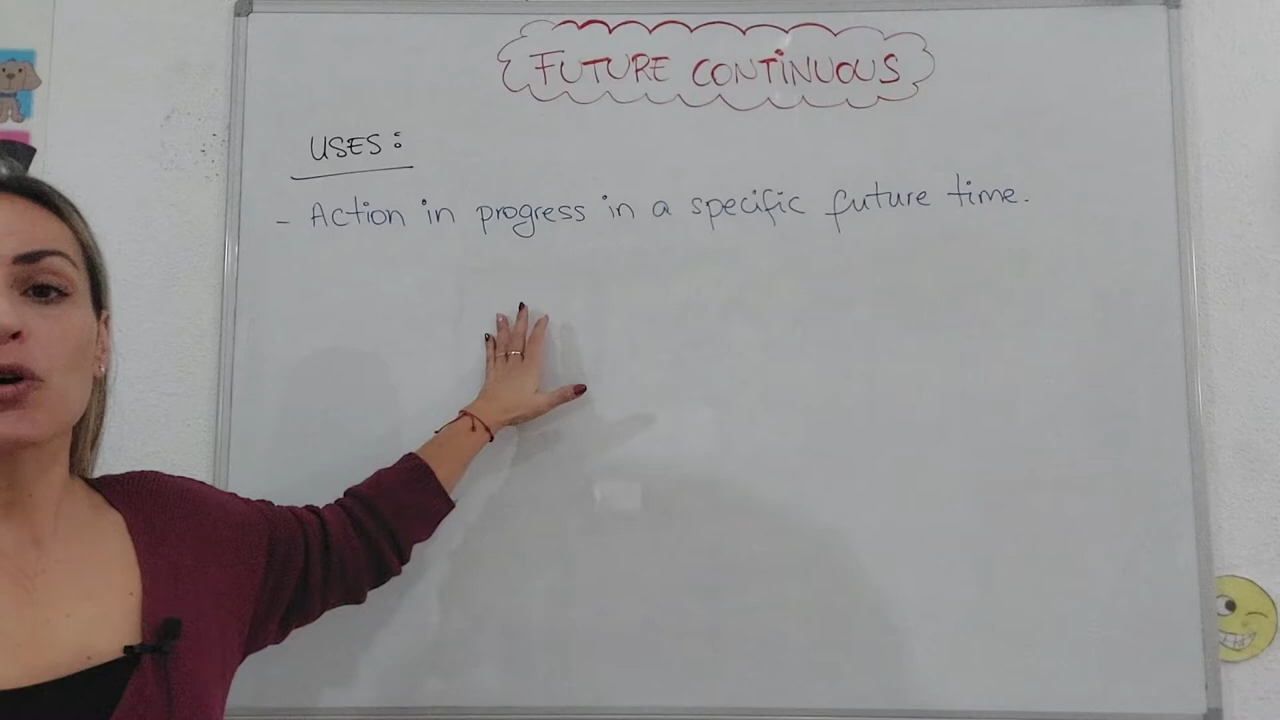 FUTURE CONTINUOUS
USES:
- Action in progress in a specific future time.